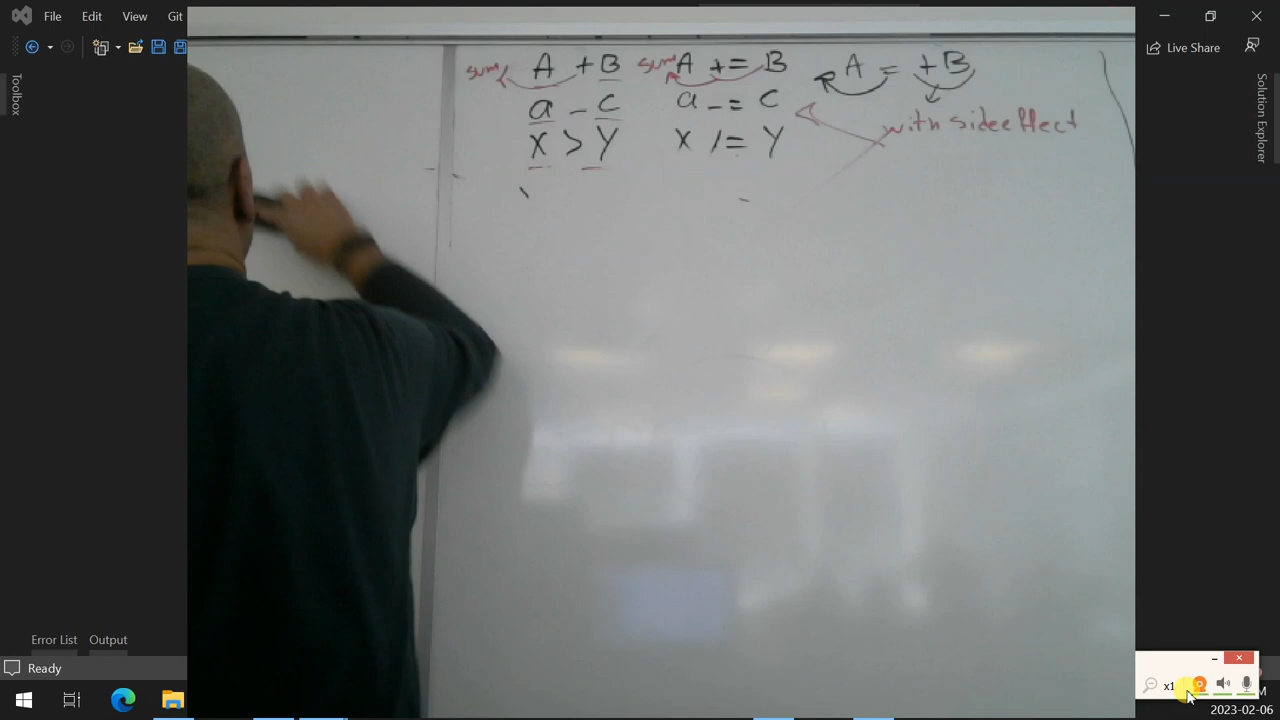 File Edit View Git
Live Share
Toolbox
Solution Explorer
sum A + B sum A += B A = +B
a - c a -= c with side effect
X > Y X /= Y
Error List Output
Ready
x1
M
2023-02-06